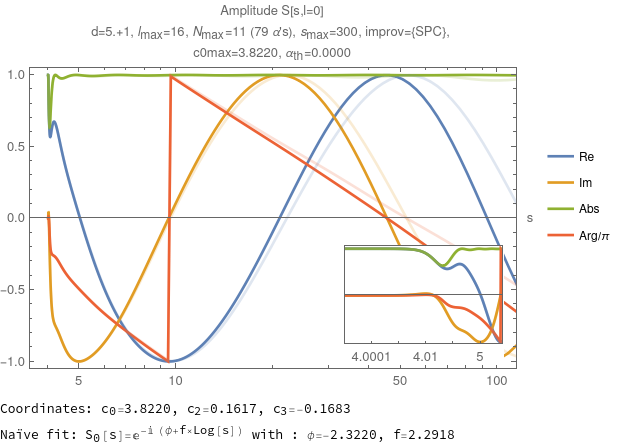 Amplitude S[s,l=0]
d=5.+1, lmax=16, Nmax=11 (79 α's), smax=300, improv={SPC},
c0max=3.8220, αth=0.0000
1.0
0.5
0.0
−0.5
−1.0
5 10 50 100
s
4.0001 4.01 5
Re
Im
Abs
Arg/π
Coordinates: c0=3.8220, c2=0.1617, c3=-0.1683
Naïve fit: S0[s]=e^-i (ϕ+f×Log[s]) with : ϕ=-2.3220, f=2.2918